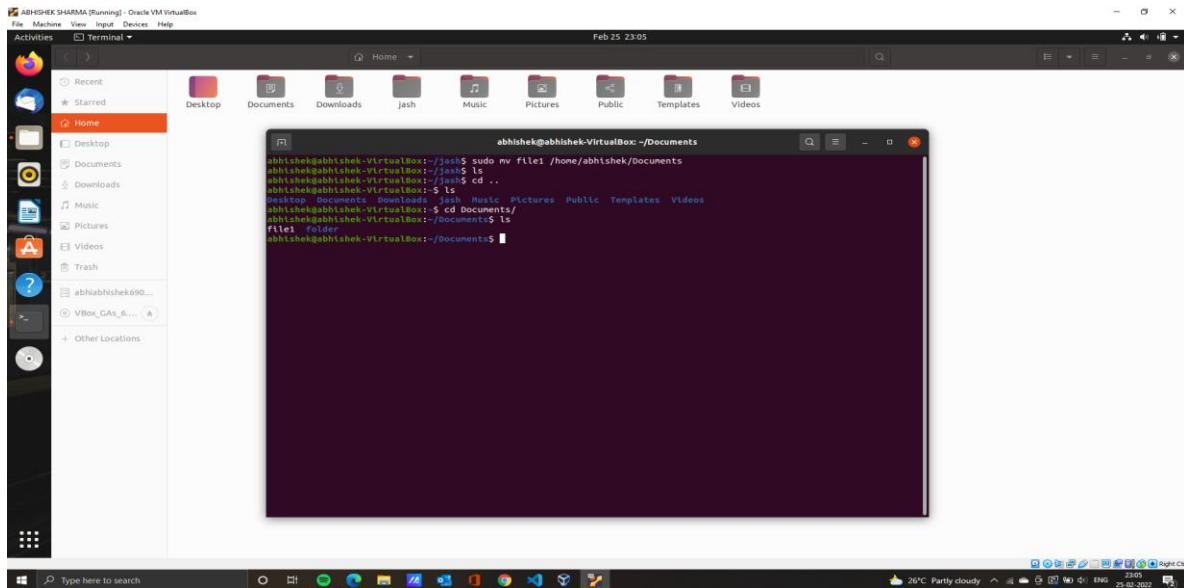 ABHISHEK SHARMA [Running] - Oracle VM VirtualBox
File Machine View Input Devices Help
Activities Terminal Feb 25 23:05
Home
Recent
Starred
Home
Desktop
Documents
Downloads
Music
Pictures
Videos
Trash
abhiabhishek690...
VBox_GAs_6....
+ Other Locations
Desktop Documents Downloads jash Music Pictures Public Templates Videos
abhishek@abhishek-VirtualBox: ~/Documents
abhishek@abhishek-VirtualBox:~/jash$ sudo mv file1 /home/abhishek/Documents
abhishek@abhishek-VirtualBox:~/jash$ ls
abhishek@abhishek-VirtualBox:~/jash$ cd ..
abhishek@abhishek-VirtualBox:~$ ls
Desktop Documents Downloads jash Music Pictures Public Templates Videos
abhishek@abhishek-VirtualBox:~$ cd Documents/
abhishek@abhishek-VirtualBox:~/Documents$ ls
file1 folder
abhishek@abhishek-VirtualBox:~/Documents$
Right Ct
Type here to search
26°C Partly cloudy
ENG
23:05
25-02-2022